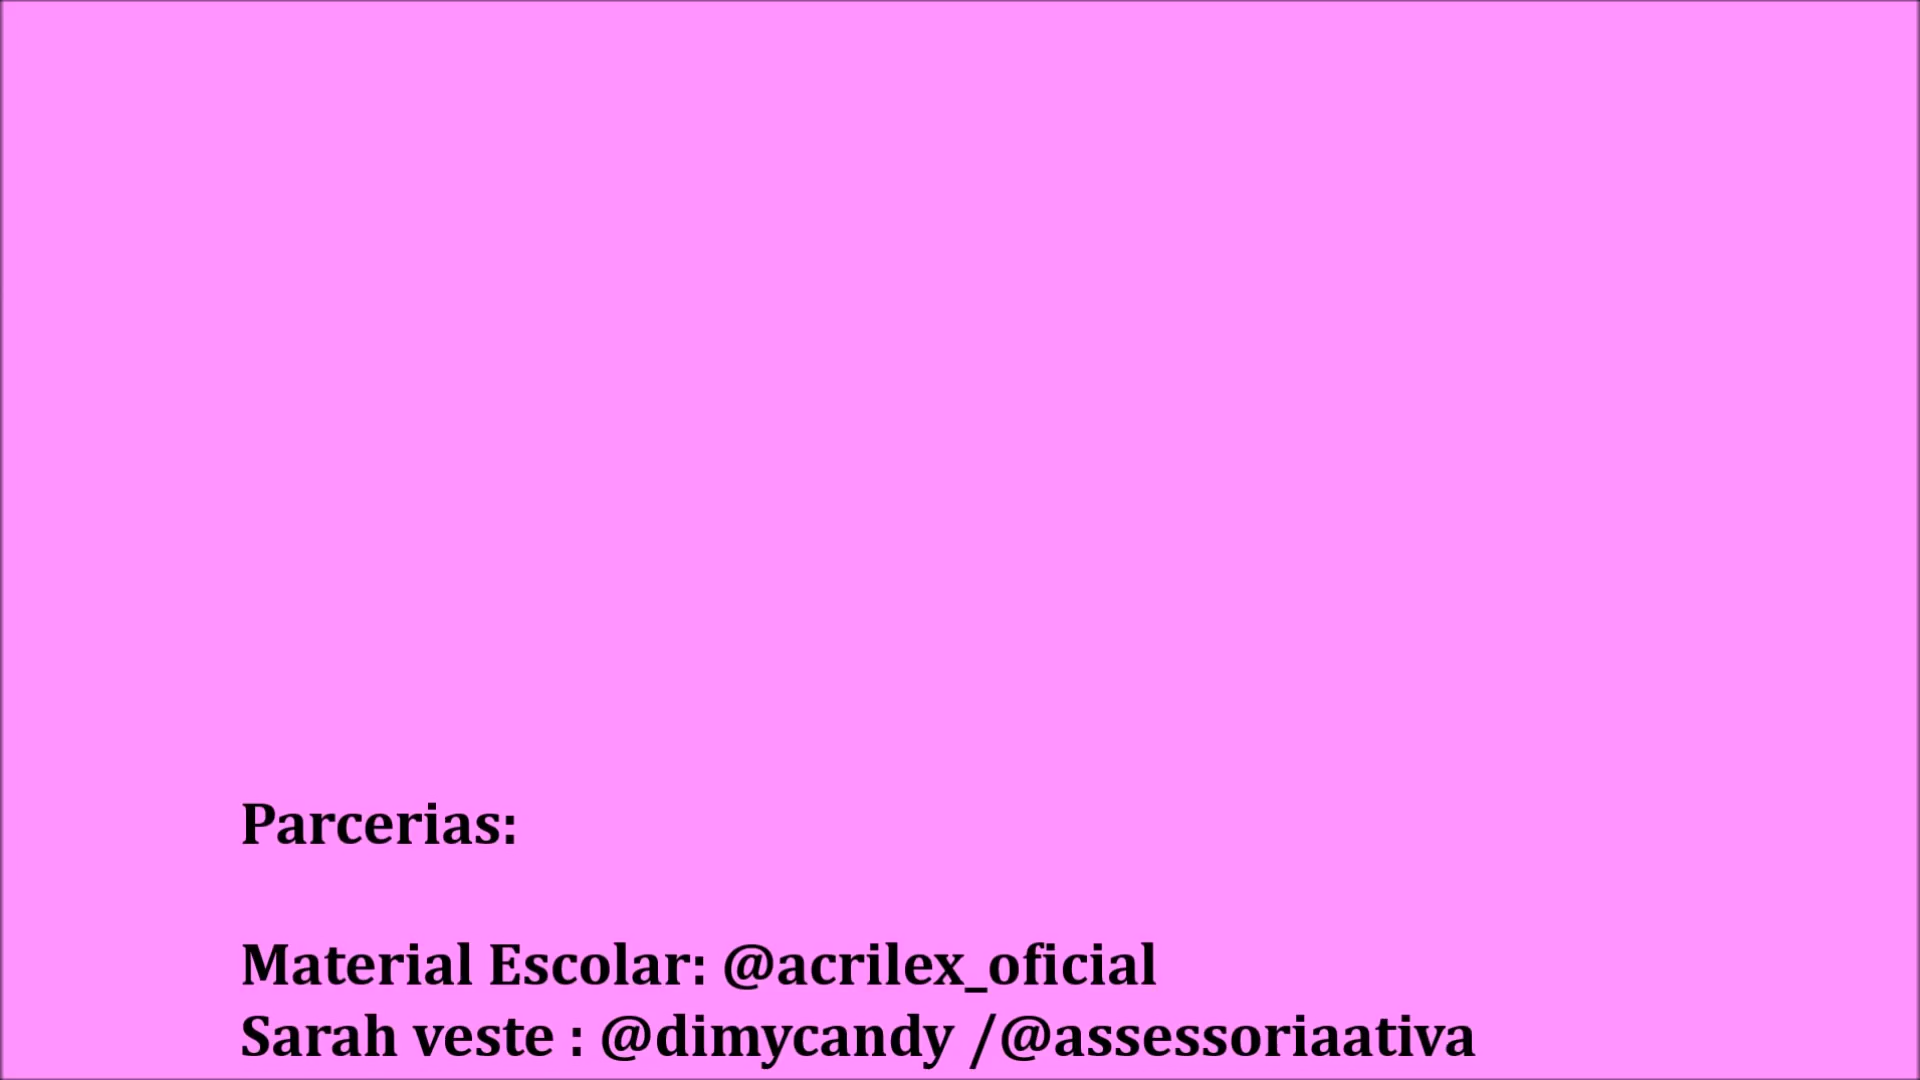 Parcerias:
Material Escolar: @acrilex_oficial
Sarah veste : @dimycandy /@assessoriaativa